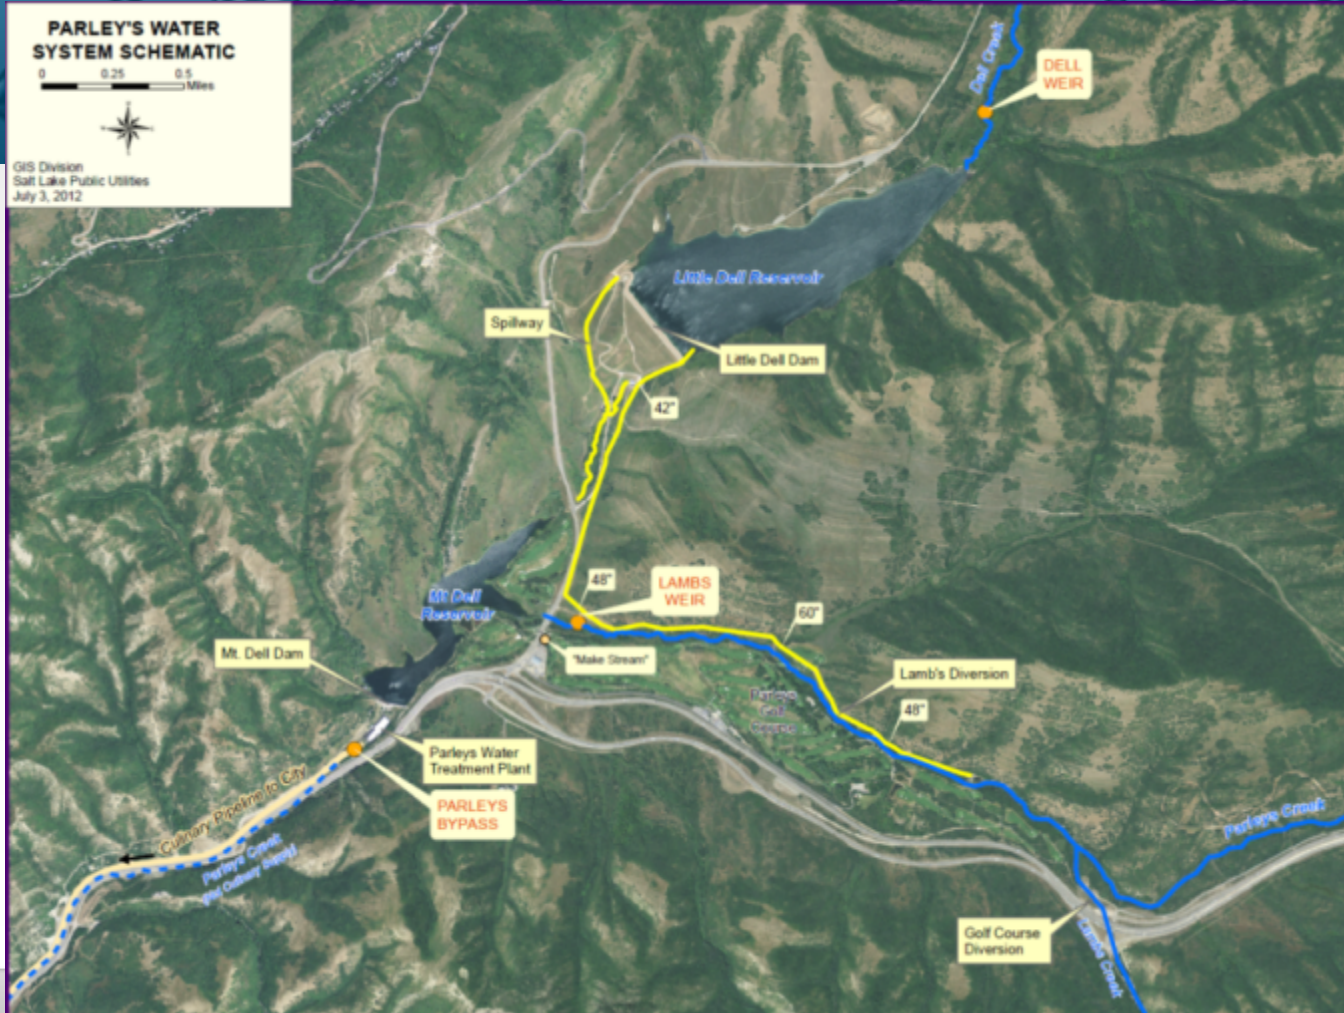 PARLEY'S WATER
SYSTEM SCHEMATIC
0 0.25 0.5
Miles
GIS Division
Salt Lake Public Utilities
July 3, 2012
Dell Creek
DELL
WEIR
Little Dell Reservoir
Spillway
Little Dell Dam
42"
48"
LAMBS
WEIR
Mt Dell
Reservoir
60"
Mt. Dell Dam
"Make Stream"
Lamb's Diversion
Parleys
Golf
Course
48"
Parleys Water
Treatment Plant
PARLEYS
BYPASS
Culinary Pipeline to City
Parleys Creek
Parleys Creek
Golf Course
Diversion
Lambs Creek